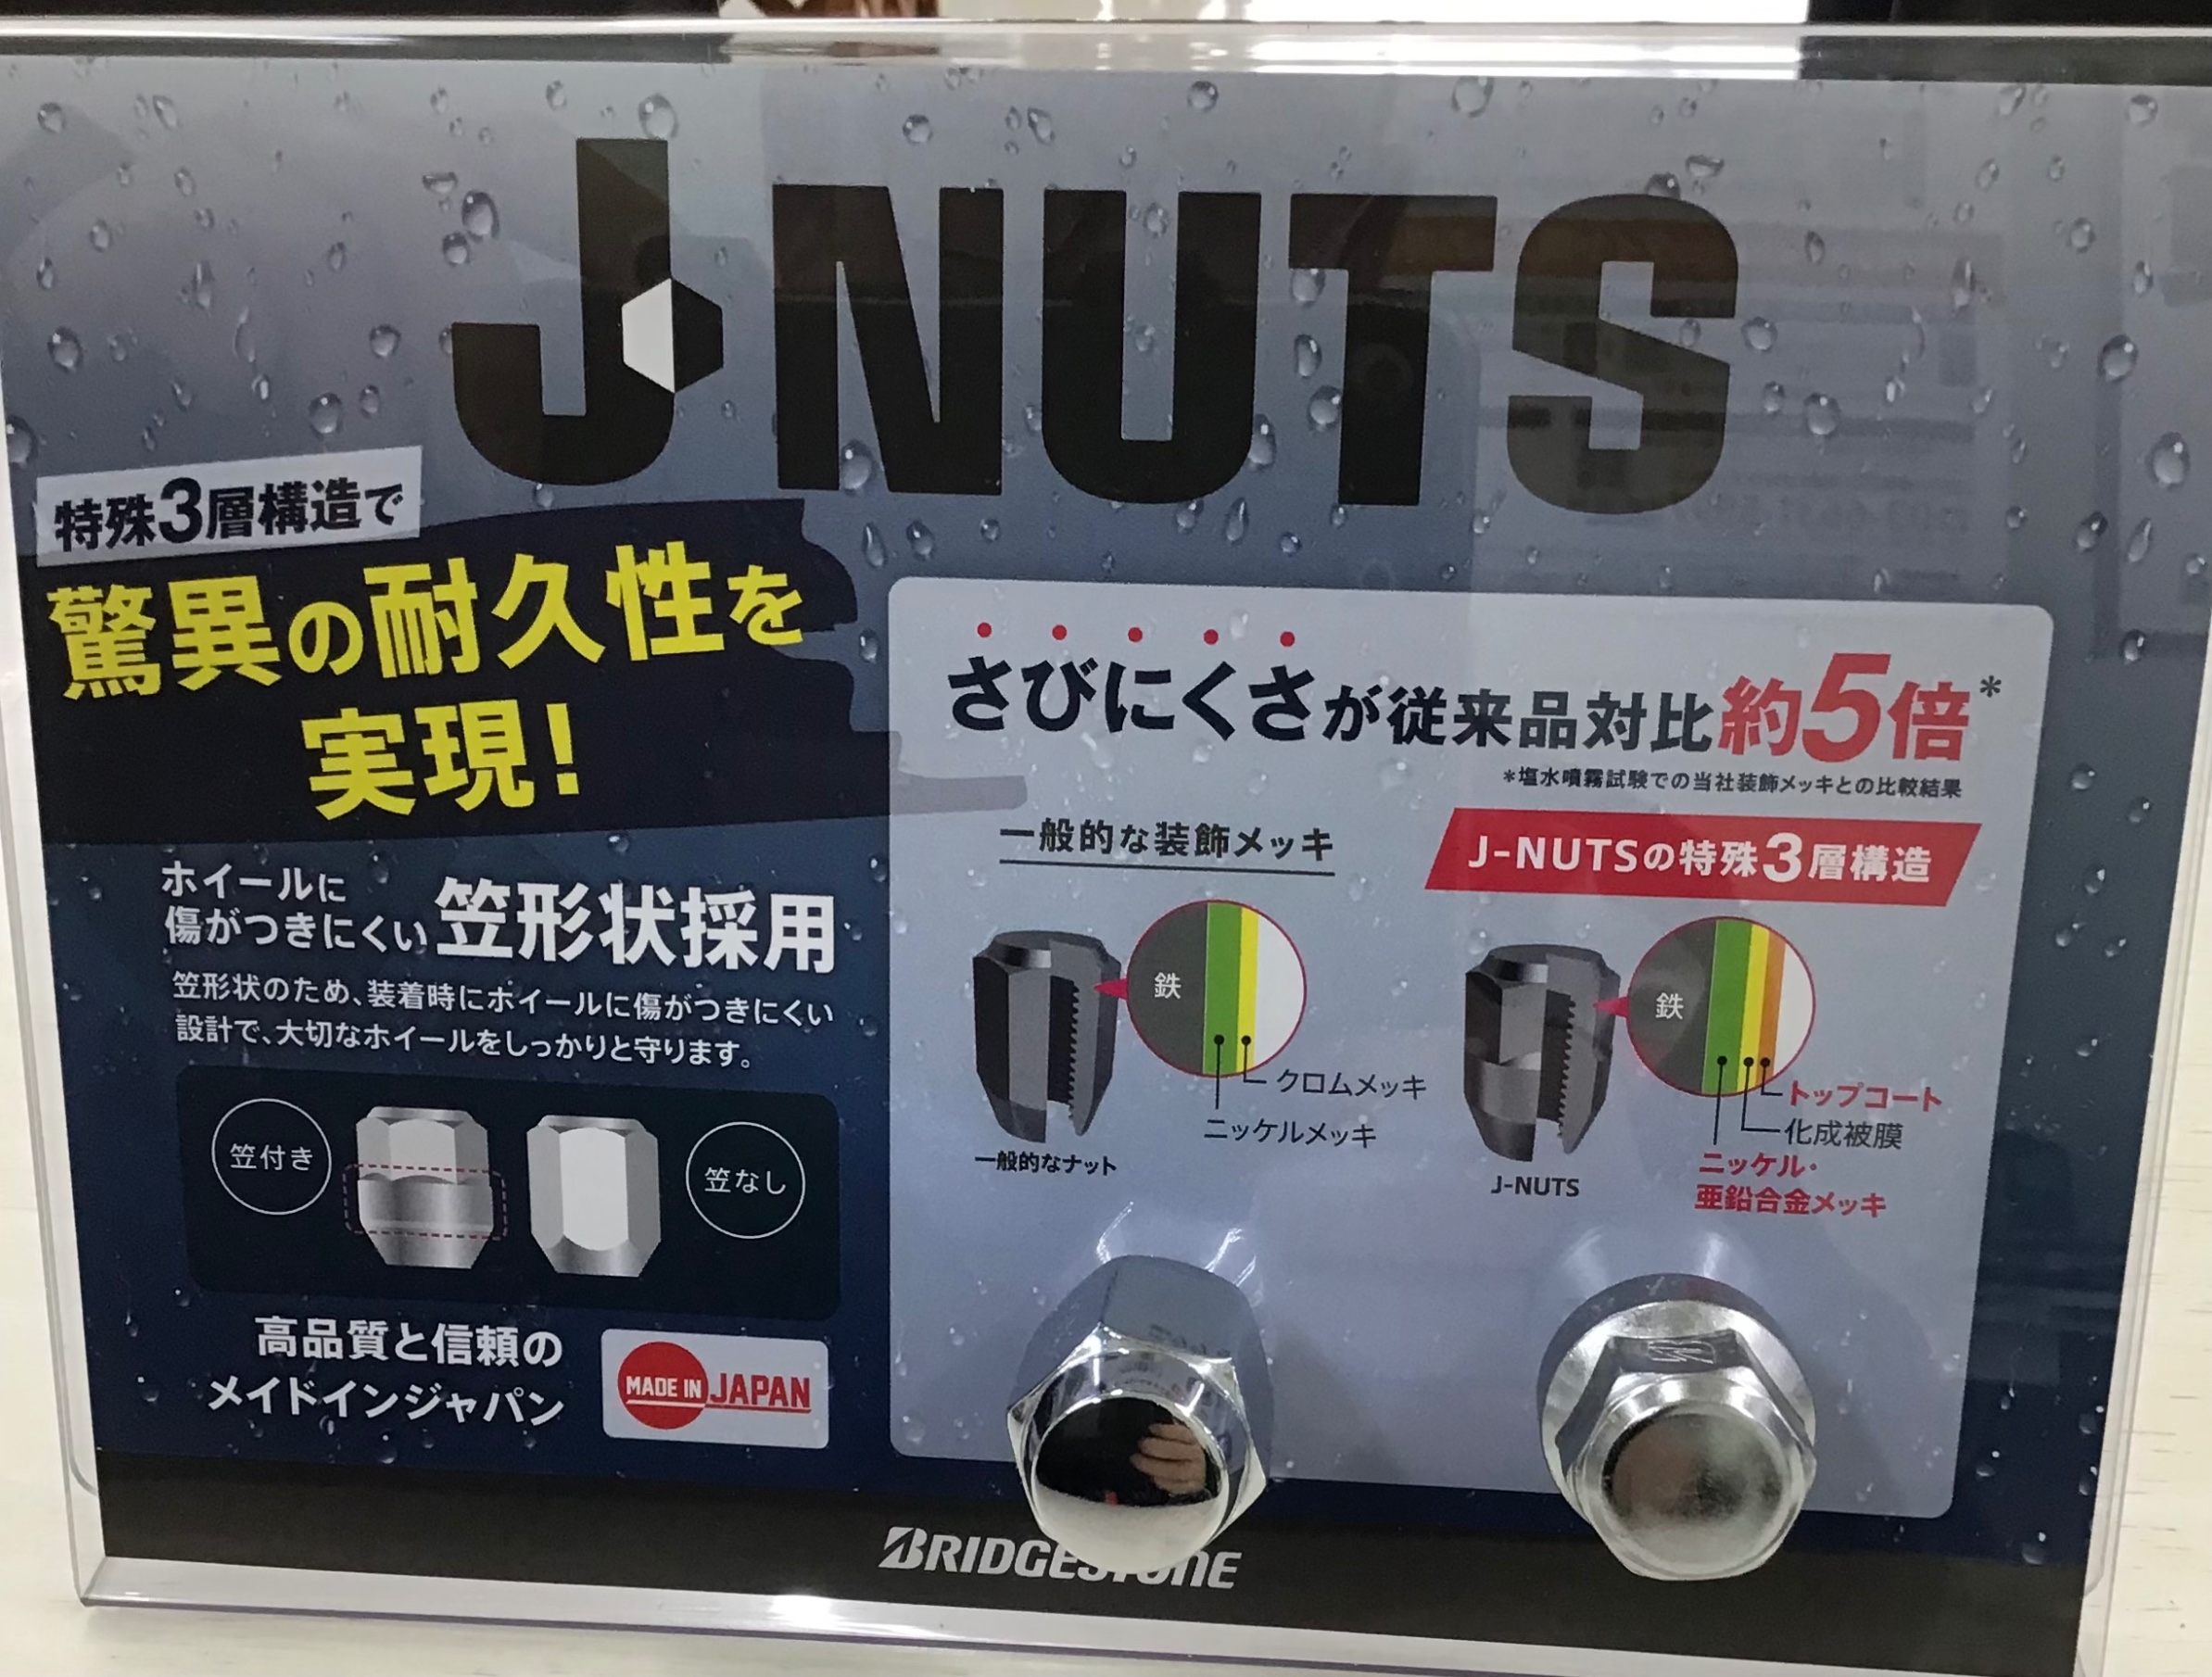 J-NUTS
特殊3層構造で
驚異の耐久性を
実現!
ホイールに
傷がつきにくい笠形状採用
笠形状のため、装着時にホイールに傷がつきにくい
設計で、大切なホイールをしっかりと守ります。
笠付き
笠なし
高品質と信頼の
メイドインジャパン
MADE IN JAPAN
さびにくさが従来品対比約5倍*
*塩水噴霧試験での当社装飾メッキとの比較結果
一般的な装飾メッキ
鉄
クロムメッキ
ニッケルメッキ
一般的なナット
J-NUTSの特殊3層構造
鉄
トップコート
化成被膜
ニッケル・
亜鉛合金メッキ
J-NUTS
BRIDGESTONE